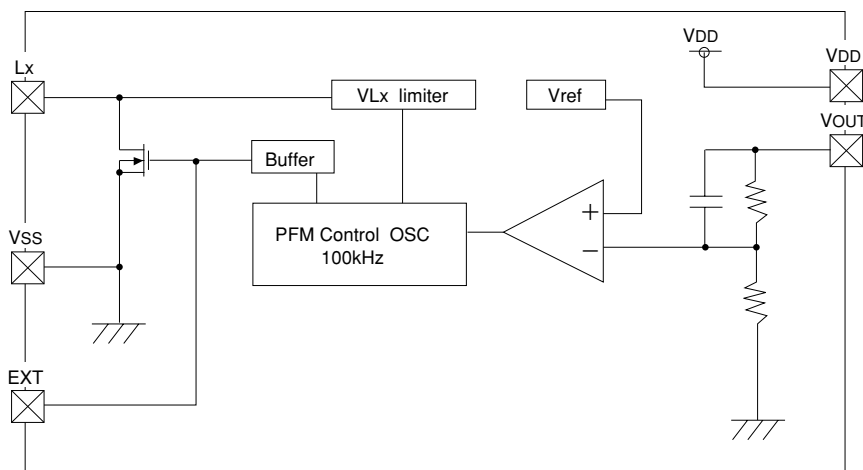 VDD
VDD
Lx
VLx limiter
Vref
VOUT
Buffer
+
VSS
PFM Control OSC
100kHz
−
EXT